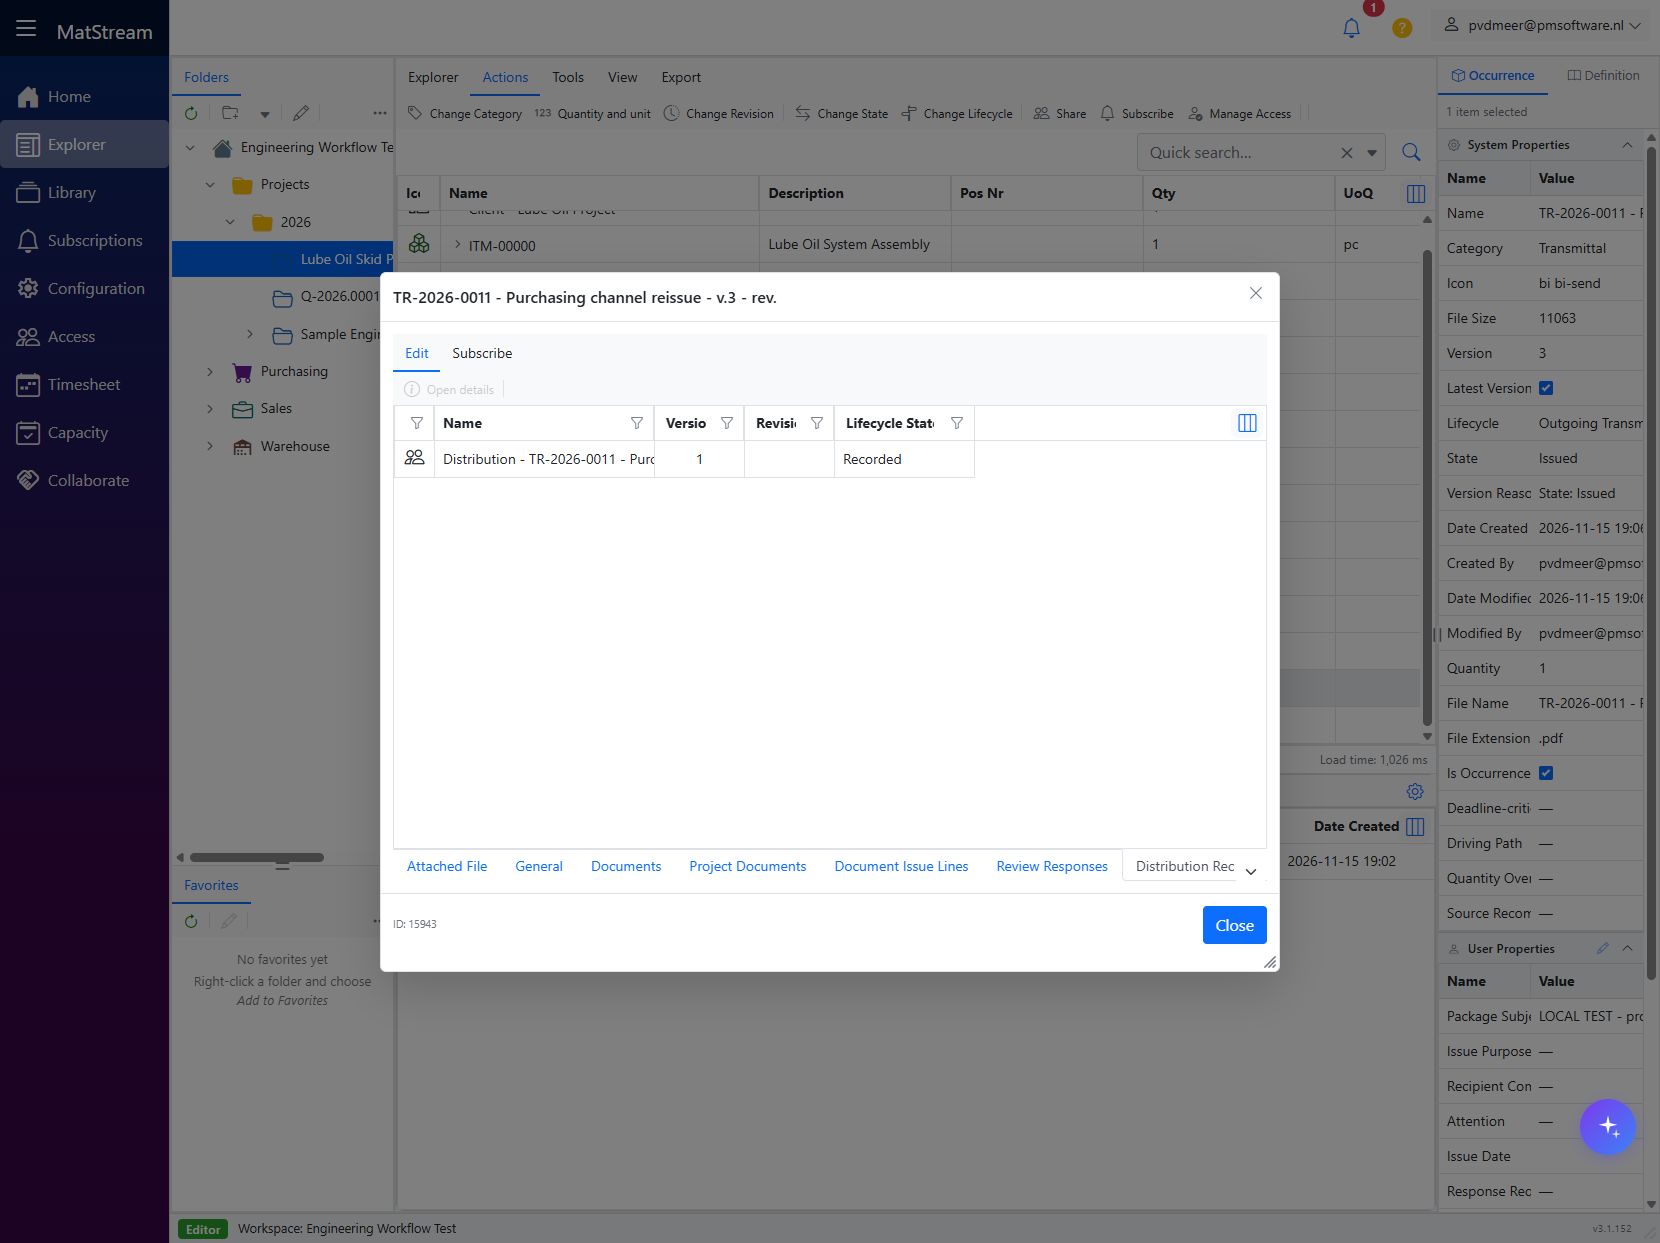 MatStream
1
pvdmeer@pmsoftware.nl
Home
Explorer
Library
Subscriptions
Configuration
Access
Timesheet
Capacity
Collaborate
Folders
Engineering Workflow Te
Projects
2026
Lube Oil Skid P
Q-2026.0001
Sample Engi
Purchasing
Sales
Warehouse
Favorites
No favorites yet
Right-click a folder and choose
Add to Favorites
Explorer Actions Tools View Export
Change Category 123 Quantity and unit Change Revision Change State Change Lifecycle Share Subscribe Manage Access
Quick search...
Name Description Pos Nr Qty UoQ
Client - Lube Oil Project
ITM-00000 Lube Oil System Assembly 1 pc
TR-2026-0011 - Purchasing channel reissue - v.3 - rev.
Edit Subscribe
Open details
Name Versio Revisi Lifecycle Stat
Distribution - TR-2026-0011 - Purc 1 Recorded
Attached File General Documents Project Documents Document Issue Lines Review Responses Distribution Rec
ID: 15943
Close
Load time: 1,026 ms
Date Created
2026-11-15 19:02
Occurrence Definition
1 item selected
System Properties
Name Value
Name TR-2026-0011 - P
Category Transmittal
Icon bi bi-send
File Size 11063
Version 3
Latest Version
Lifecycle Outgoing Transm
State Issued
Version Reaso State: Issued
Date Created 2026-11-15 19:06
Created By pvdmeer@pmso
Date Modified 2026-11-15 19:06
Modified By pvdmeer@pmso
Quantity 1
File Name TR-2026-0011 - P
File Extension .pdf
Is Occurrence
Deadline-criti —
Driving Path —
Quantity Over —
Source Recom —
User Properties
Name Value
Package Subje LOCAL TEST - pro
Issue Purpose —
Recipient Com —
Attention —
Issue Date
Response Req —
Editor Workspace: Engineering Workflow Test
v3.1.152